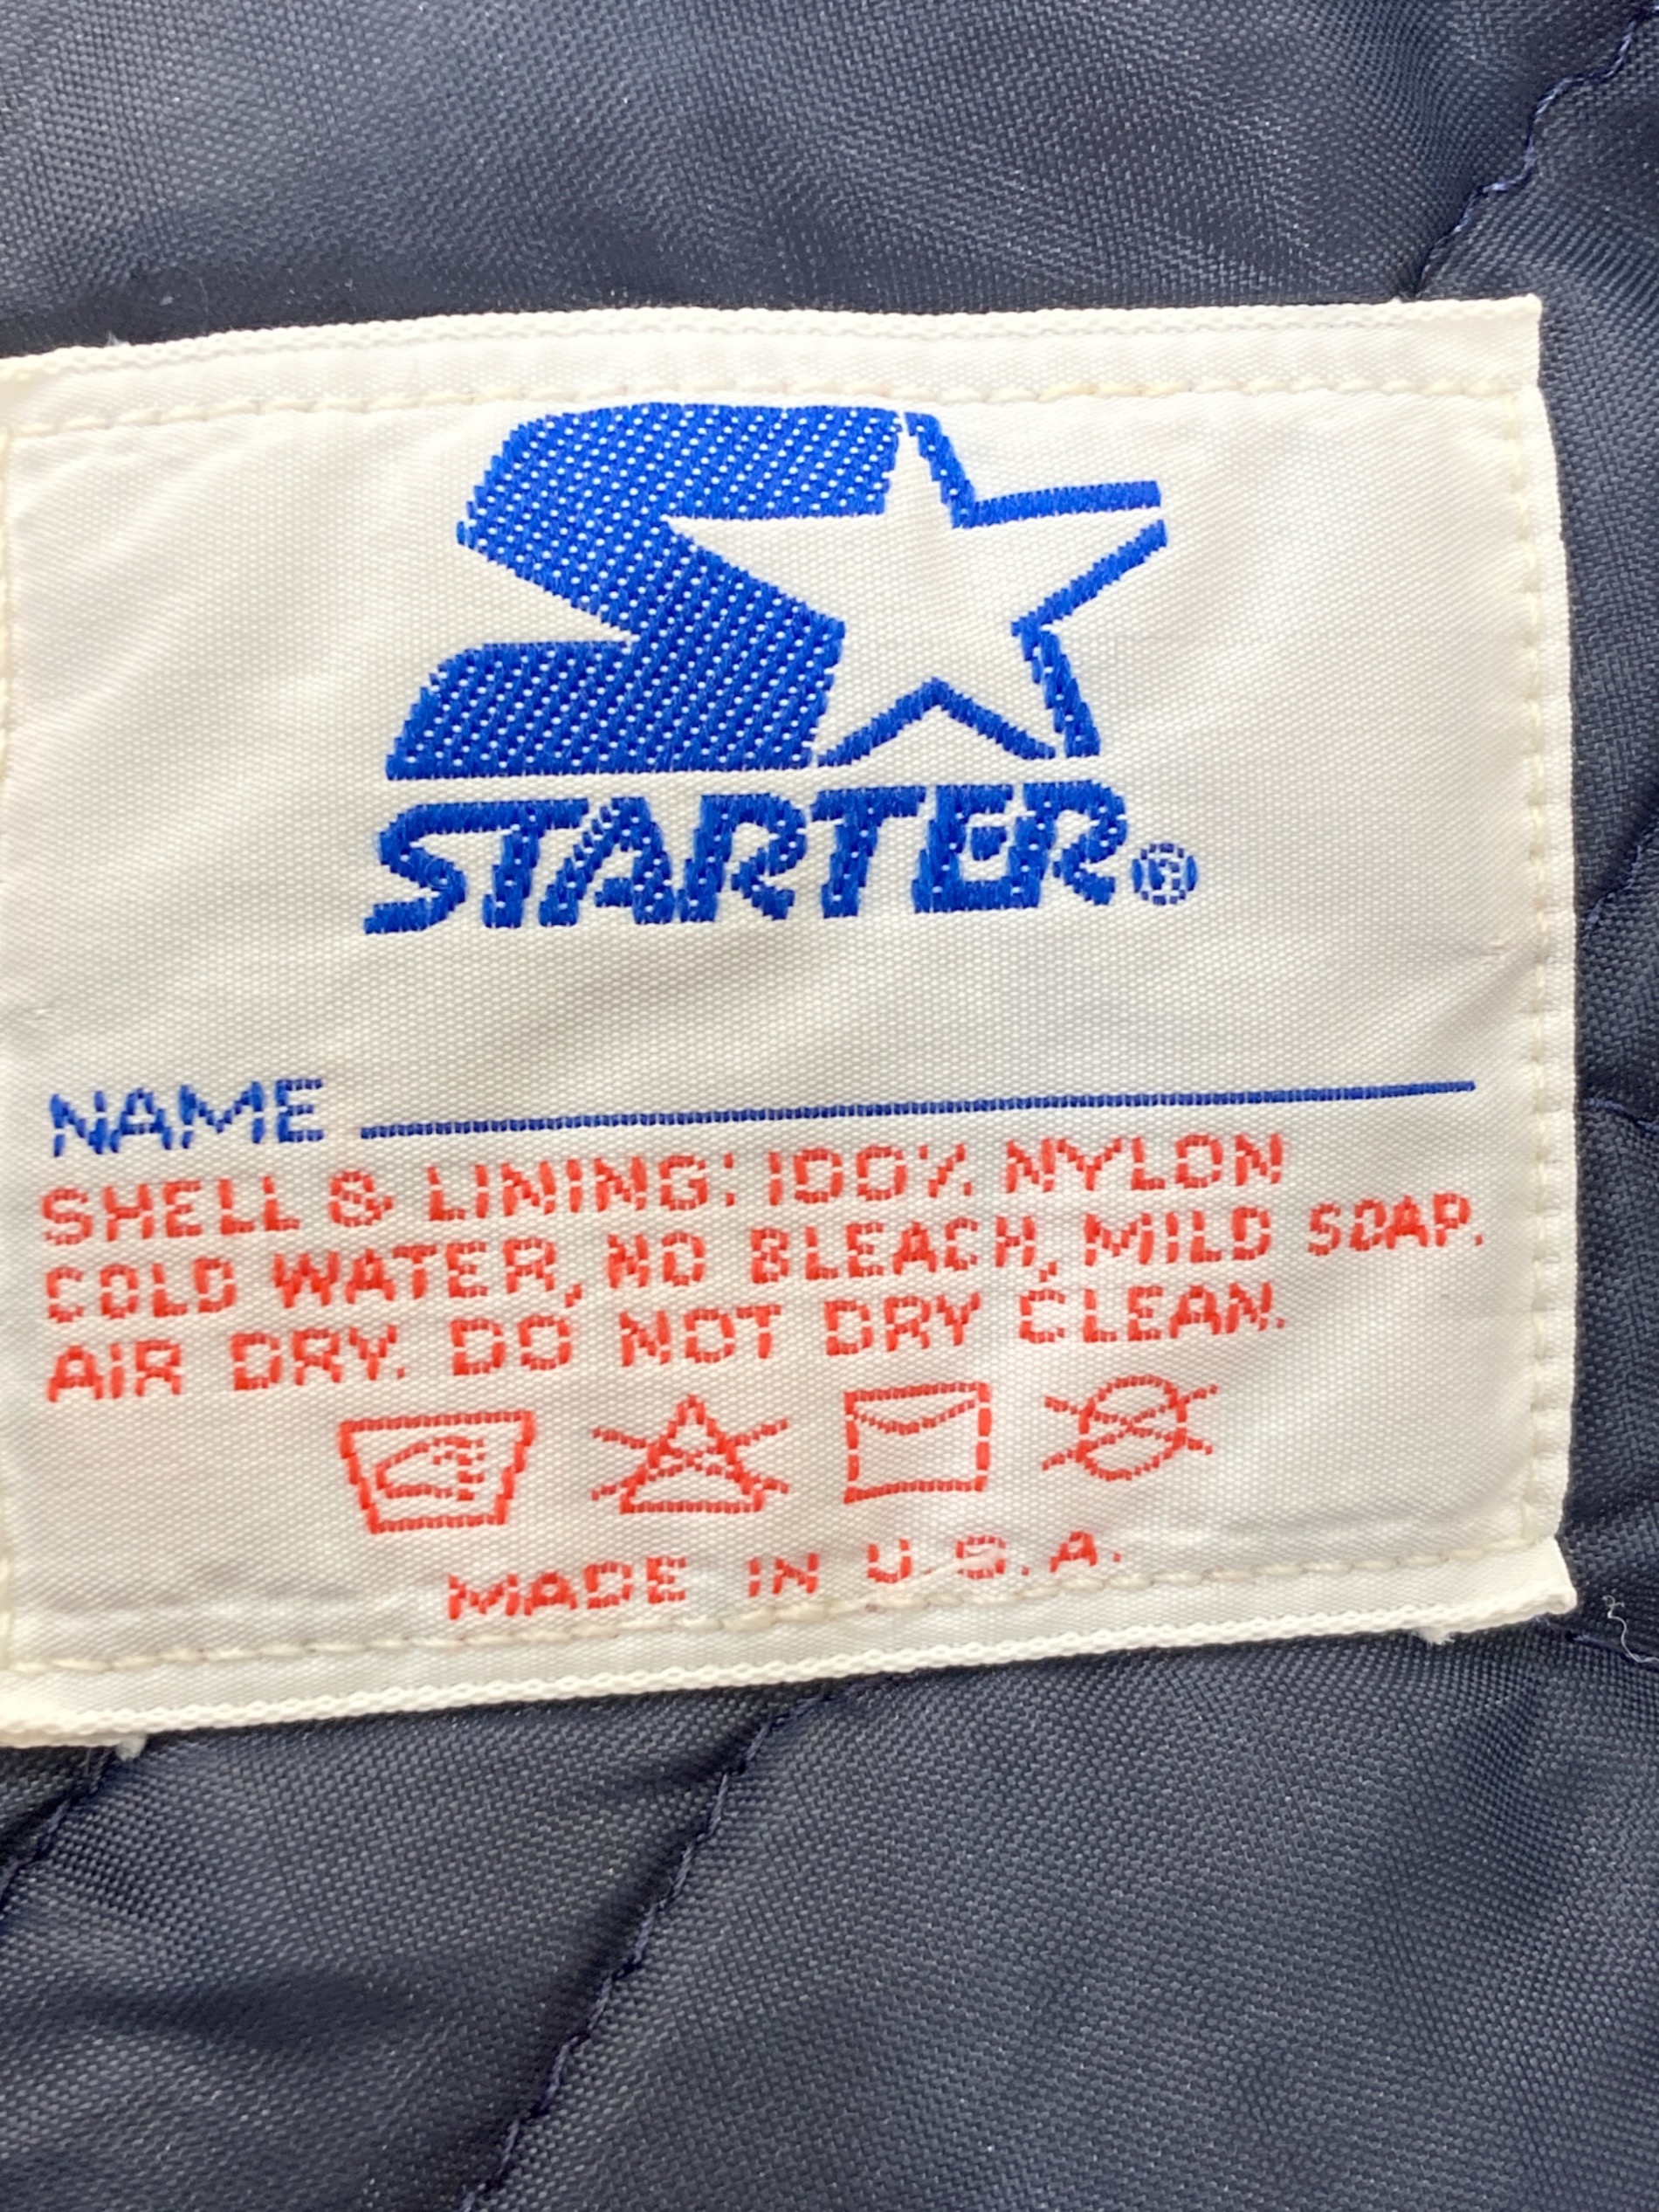 STARTER®
NAME
SHELL & LINING: 100% NYLON
COLD WATER, NO BLEACH, MILD SOAP.
AIR DRY. DO NOT DRY CLEAN.
MADE IN U.S.A.